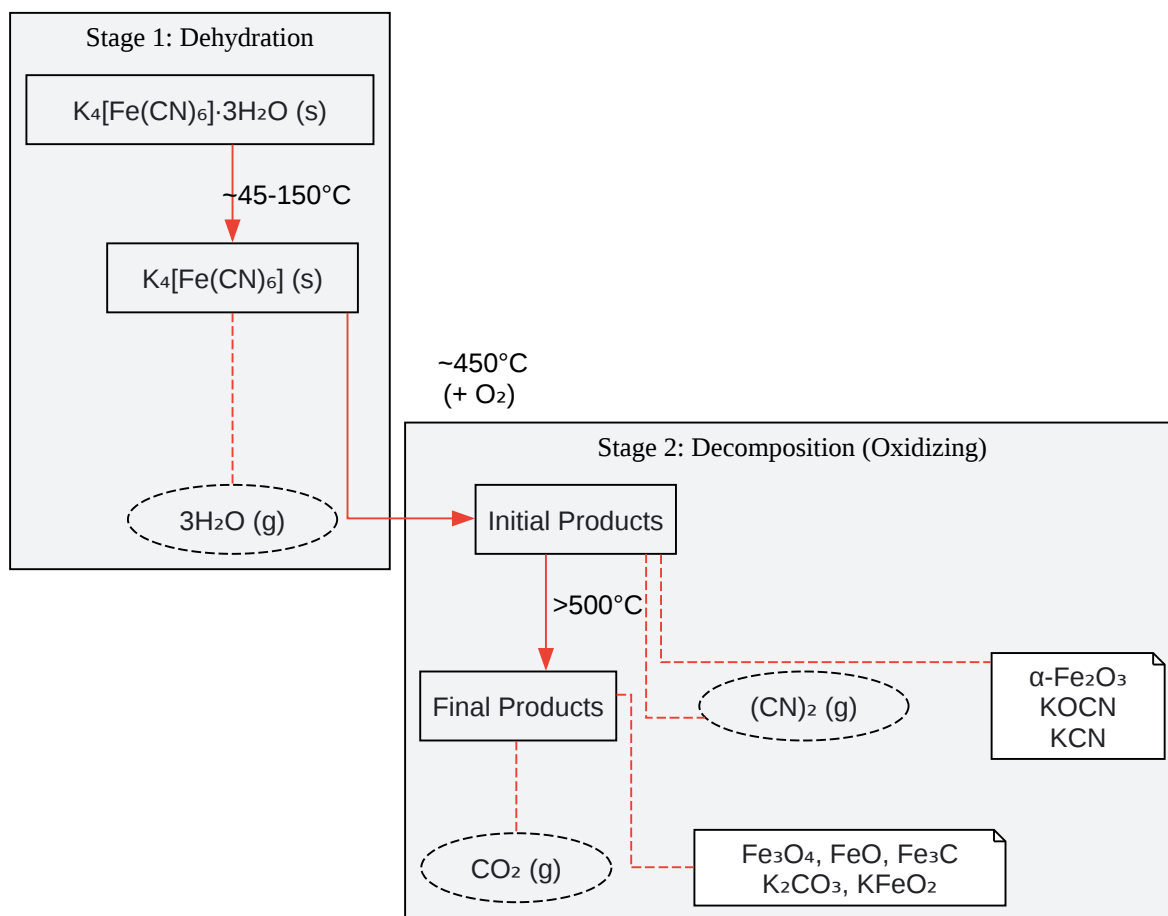 Stage 1: Dehydration
K₄[Fe(CN)₆]·3H₂O (s)
~45-150°C
K₄[Fe(CN)₆] (s)
3H₂O (g)
~450°C
(+ O₂)
Stage 2: Decomposition (Oxidizing)
Initial Products
>500°C
Final Products
(CN)₂ (g)
α-Fe₂O₃
KOCN
KCN
CO₂ (g)
Fe₃O₄, FeO, Fe₃C
K₂CO₃, KFeO₂